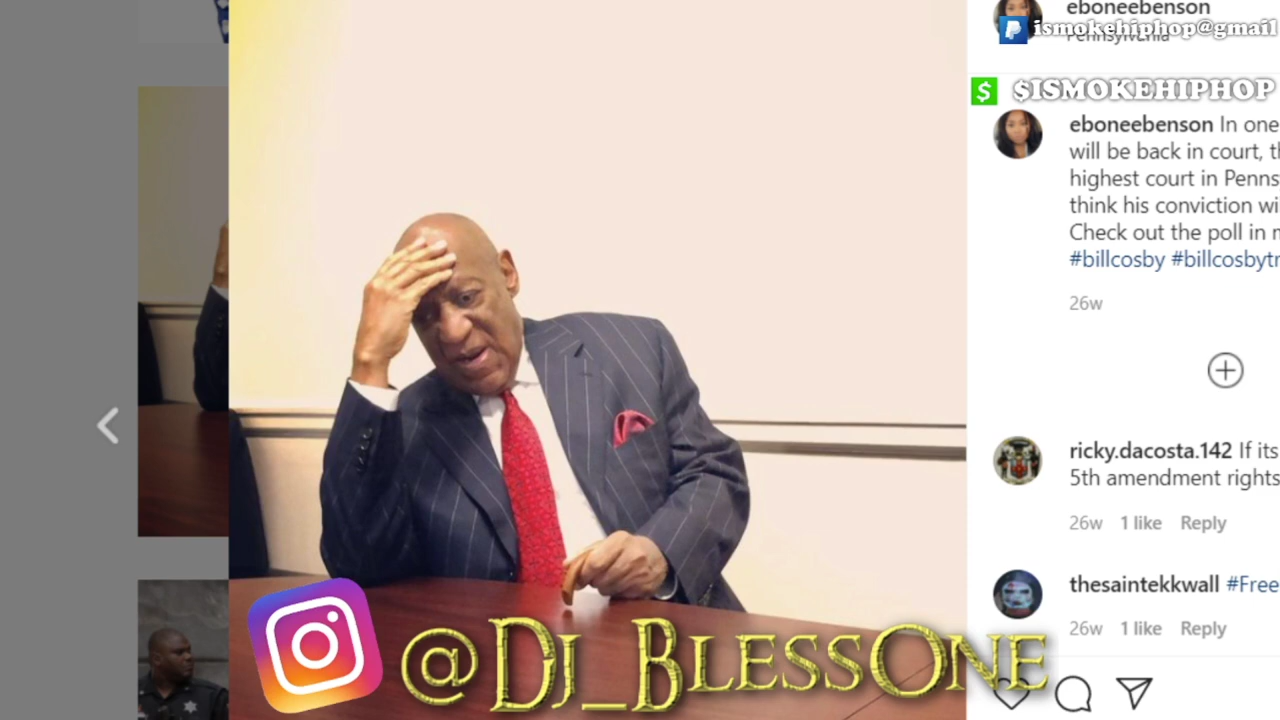 eboneebenson
ismokehiphop@gmail
Pennsylvania
$ISMOKEHIPHOP
eboneebenson In one
will be back in court, th
highest court in Penns
think his conviction wi
Check out the poll in m
#billcosby #billcosbytr
26w
ricky.dacosta.142 If its
5th amendment rights
26w 1 like Reply
thesaintekkwall #Free
26w 1 like Reply
@Dj_BlessOne